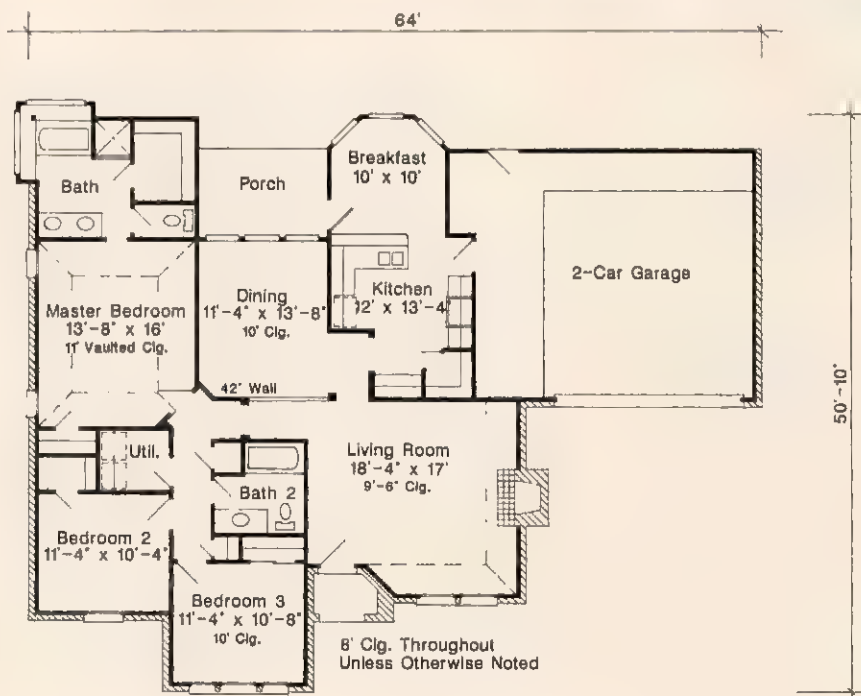 64'
Bath
Porch
Breakfast
10' x 10'
2-Car Garage
Master Bedroom
13'-8" x 16'
11' Vaulted Clg.
Dining
11'-4" x 13'-8"
10' Clg.
Kitchen
12' x 13'-4
42" Wall
50'-10"
Util.
Living Room
18'-4" x 17'
9'-6" Clg.
Bath 2
Bedroom 2
11'-4" x 10'-4"
Bedroom 3
11'-4" x 10'-8"
10' Clg.
8' Clg. Throughout
Unless Otherwise Noted